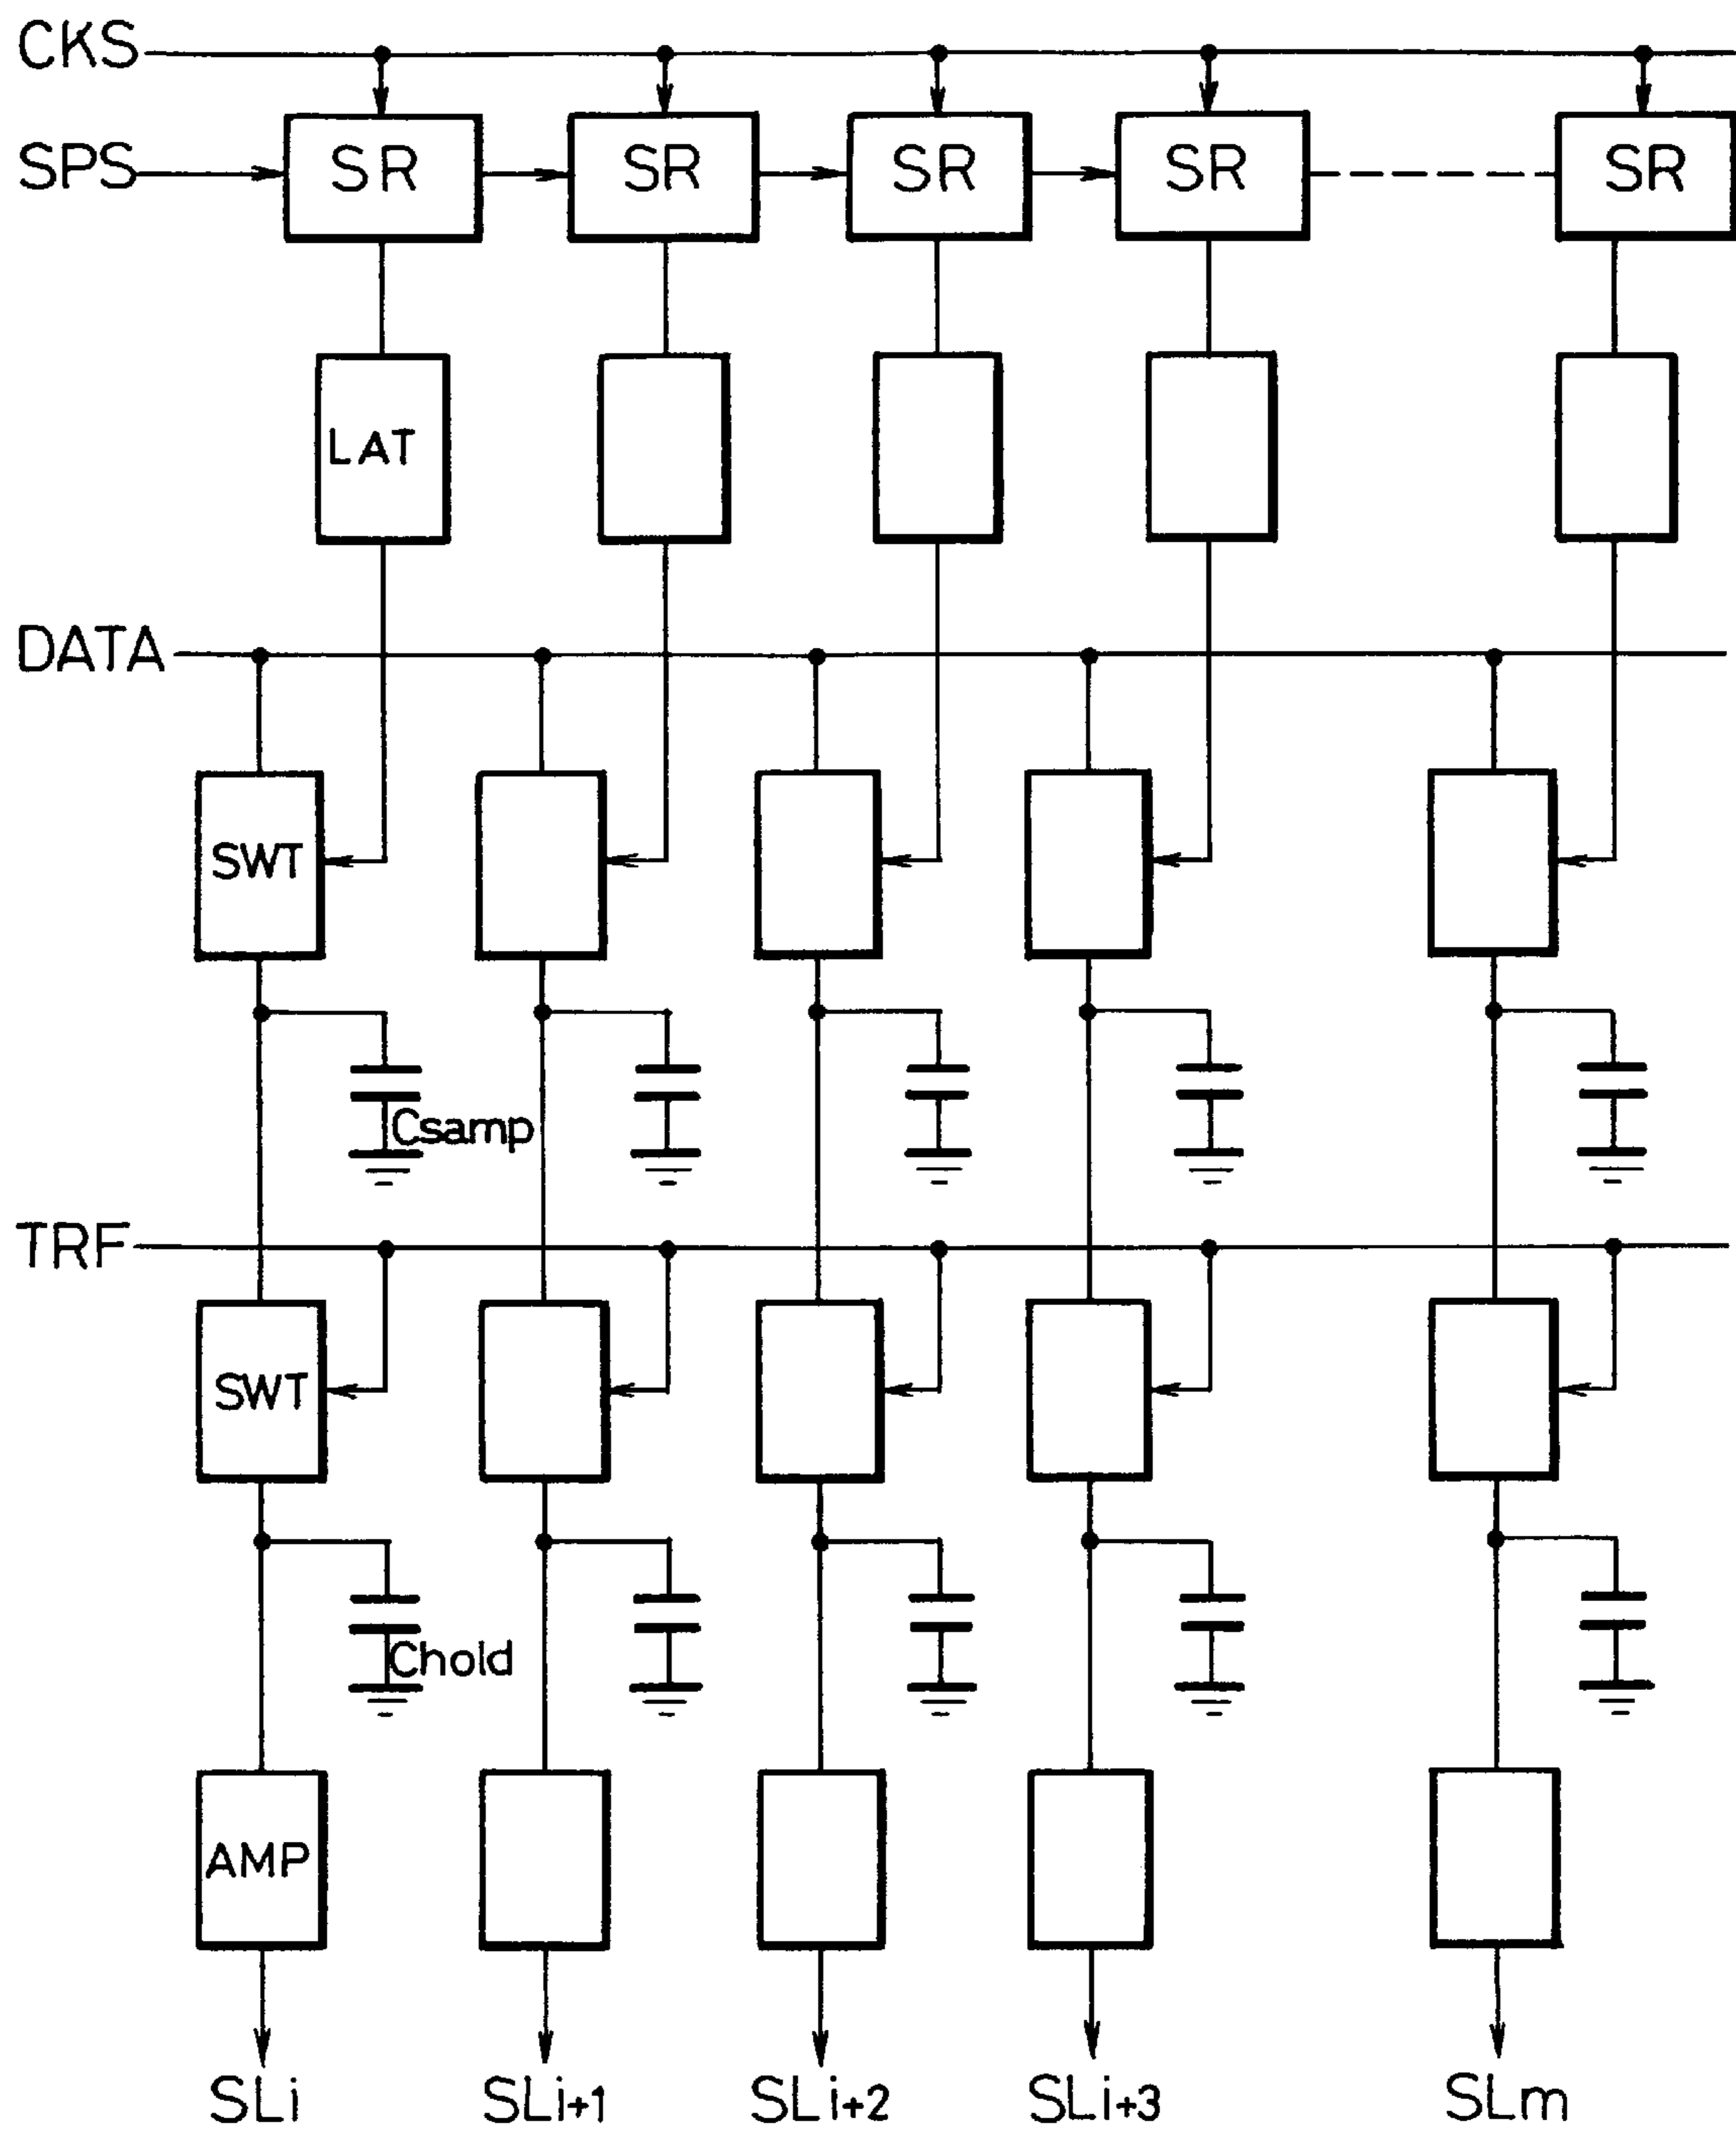 CKS
SPS SR SR SR SR SR
LAT
DATA
SWT
Csamp
TRF
SWT
Chold
AMP
SLi SLi+1 SLi+2 SLi+3 SLm